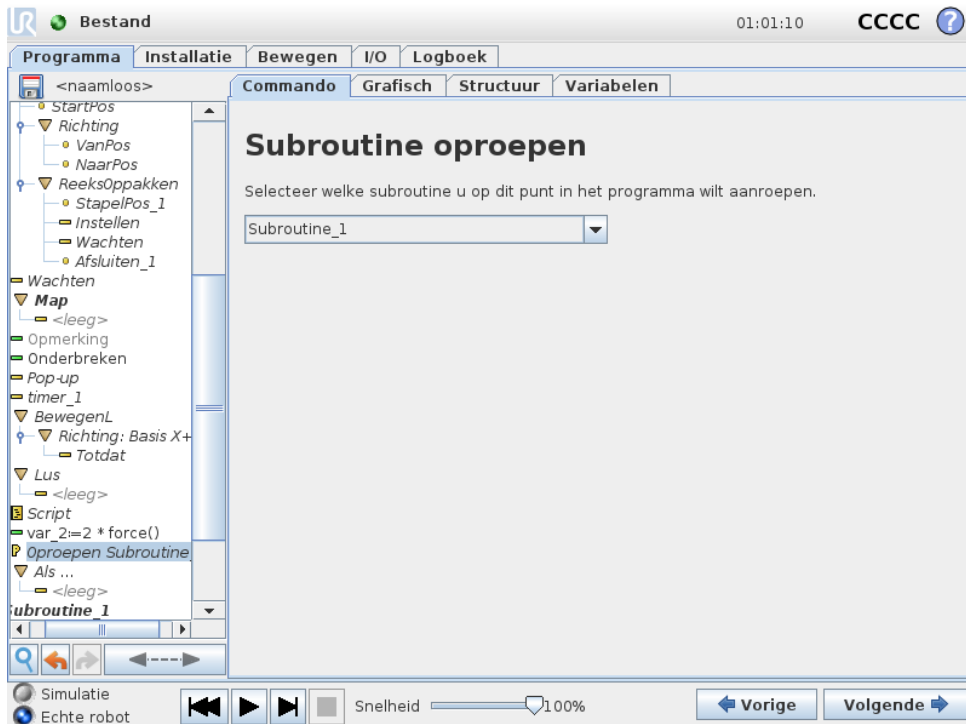 UR Bestand 01:01:10 CCCC ?
Programma Installatie Bewegen I/O Logboek
<naamloos>
Commando Grafisch Structuur Variabelen
StartPos
Richting
VanPos
NaarPos
ReeksOppakken
StapelPos_1
Instellen
Wachten
Afsluiten_1
Wachten
Map
<leeg>
Opmerking
Onderbreken
Pop-up
timer_1
BewegenL
Richting: Basis X+
Totdat
Lus
<leeg>
Script
var_2:=2 * force()
P Oproepen Subroutine
Als ...
<leeg>
Subroutine_1
Subroutine oproepen
Selecteer welke subroutine u op dit punt in het programma wilt aanroepen.
Subroutine_1
Simulatie
Echte robot
Snelheid 100%
Vorige Volgende